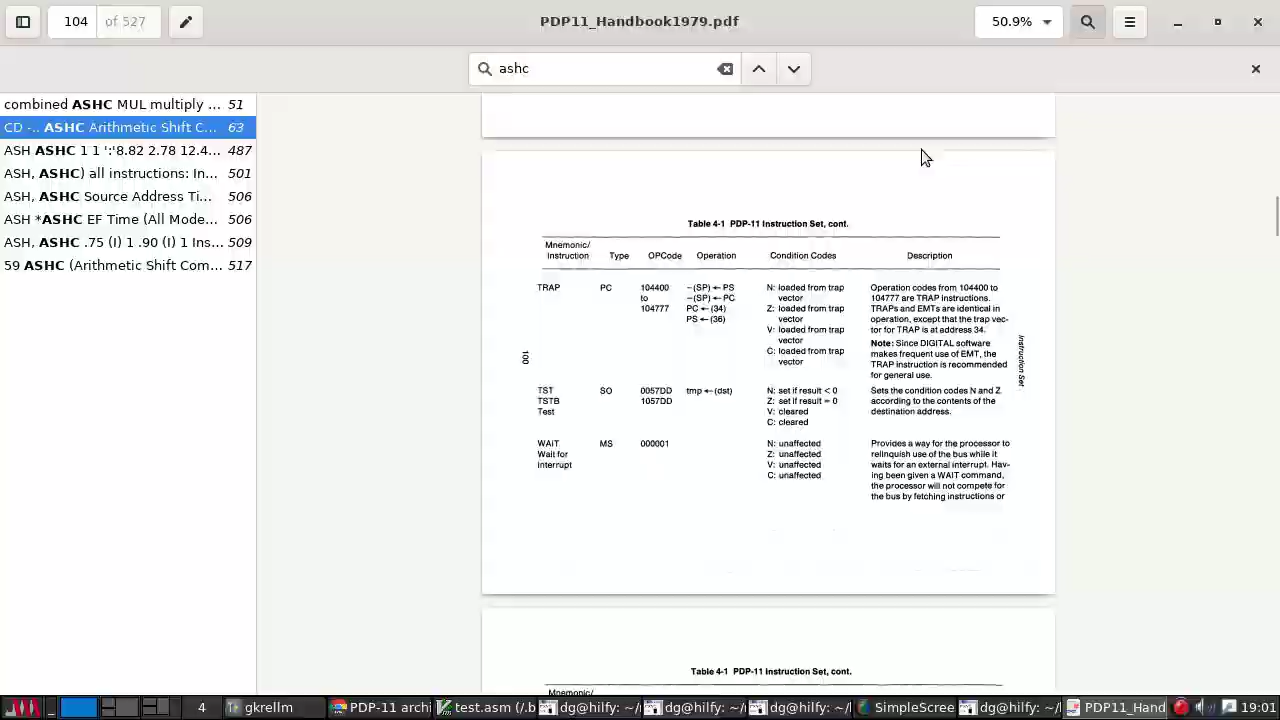 104 of 527
PDP11_Handbook1979.pdf
50.9%
ashc
combined ASHC MUL multiply ... 51
CD -.. ASHC Arithmetic Shift C... 63
ASH ASHC 1 1 ':'8.82 2.78 12.4... 487
ASH, ASHC) all instructions: In... 501
ASH, ASHC Source Address Ti... 506
ASH *ASHC EF Time (All Mode... 506
ASH, ASHC .75 (I) 1 .90 (I) 1 Ins... 509
59 ASHC (Arithmetic Shift Com... 517
Table 4-1 PDP-11 Instruction Set, cont.
Mnemonic/
Instruction Type OPCode Operation Condition Codes Description
TRAP PC 104400 −(SP) ← PS N: loaded from trap Operation codes from 104400 to
to −(SP) ← PC vector 104777 are TRAP instructions.
104777 PC ← (34) Z: loaded from trap TRAPs and EMTs are identical in
PS ← (36) vector operation, except that the trap vec-
V: loaded from trap tor for TRAP is at address 34.
vector Note: Since DIGITAL software
C: loaded from trap makes frequent use of EMT, the
vector TRAP instruction is recommended
for general use.
100
Instruction Set
TST SO 0057DD tmp ← (dst) N: set if result < 0 Sets the condition codes N and Z
TSTB 1057DD Z: set if result = 0 according to the contents of the
Test V: cleared destination address.
C: cleared
WAIT MS 000001 N: unaffected Provides a way for the processor to
Wait for Z: unaffected relinquish use of the bus while it
interrupt V: unaffected waits for an external interrupt. Hav-
C: unaffected ing been given a WAIT command,
the processor will not compete for
the bus by fetching instructions or
Table 4-1 PDP-11 Instruction Set, cont.
Mnemonic/
4 gkrellm PDP-11 archi test.asm (/.b dg@hilfy: ~/ dg@hilfy: ~/ dg@hilfy: ~/ SimpleScree dg@hilfy: ~/ PDP11_Hand 19:01